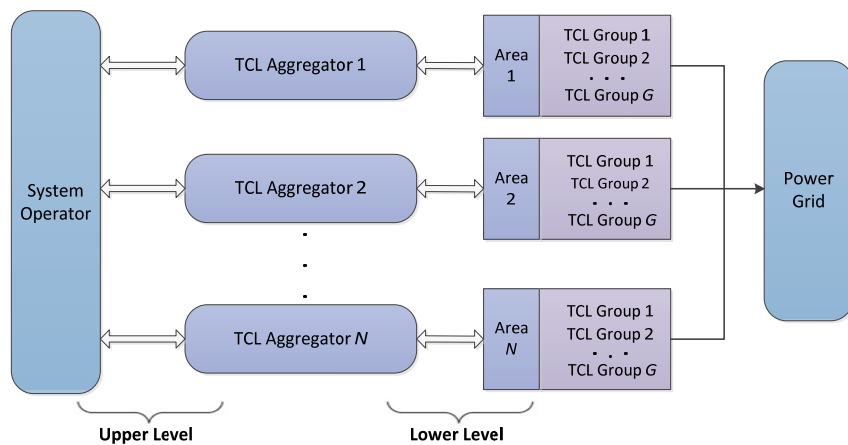 System
Operator
TCL Aggregator 1
Area
1
TCL Group 1
TCL Group 2
. . .
TCL Group G
TCL Aggregator 2
Area
2
TCL Group 1
TCL Group 2
. . .
TCL Group G
.
.
.
TCL Aggregator N
Area
N
TCL Group 1
TCL Group 2
. . .
TCL Group G
Power
Grid
Upper Level
Lower Level